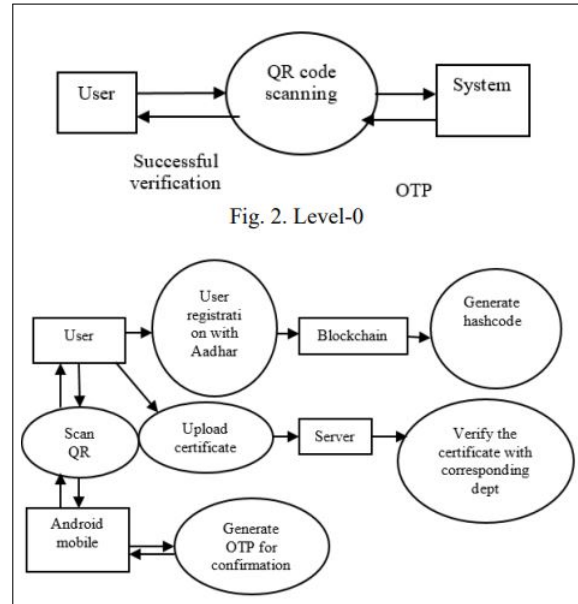 User
QR code
scanning
System
Successful
verification
OTP
Fig. 2. Level-0
User
User
registrati
on with
Aadhar
Blockchain
Generate
hashcode
Scan
QR
Upload
certificate
Server
Verify the
certificate with
corresponding
dept
Android
mobile
Generate
OTP for
confirmation